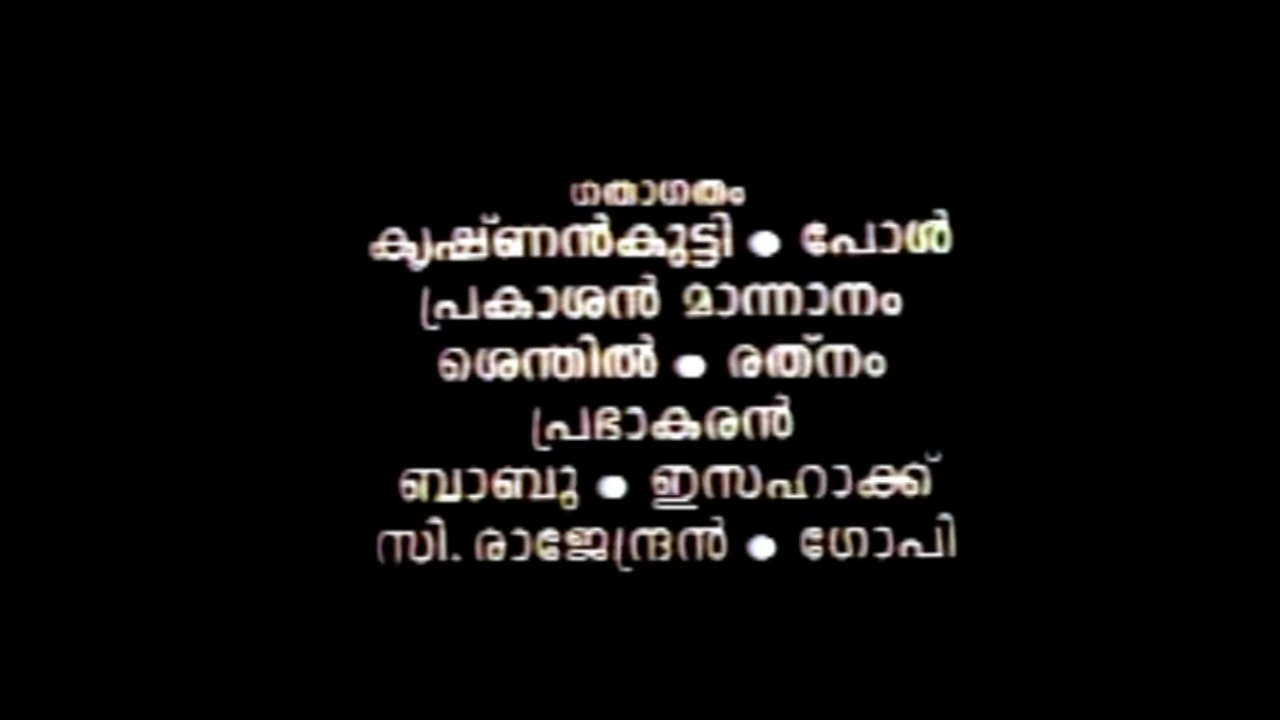 ഗതാഗതം
കൃഷ്ണൻകുട്ടി • പോൾ
പ്രകാശൻ മാന്നാനം
ശെന്തിൽ • രത്നം
പ്രഭാകരൻ
ബാബു • ഇസഹാക്ക്
സി. രാജേന്ദ്രൻ • ഗോപി